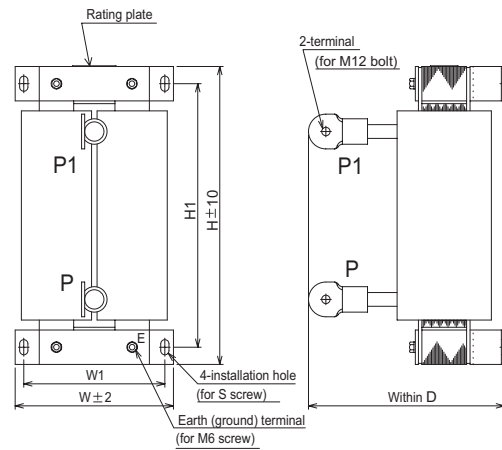 Rating plate
2-terminal
(for M12 bolt)
P1
P1
H1
H±10
P
P
E
W1
4-installation hole
(for S screw)
W±2
Within D
Earth (ground) terminal
(for M6 screw)